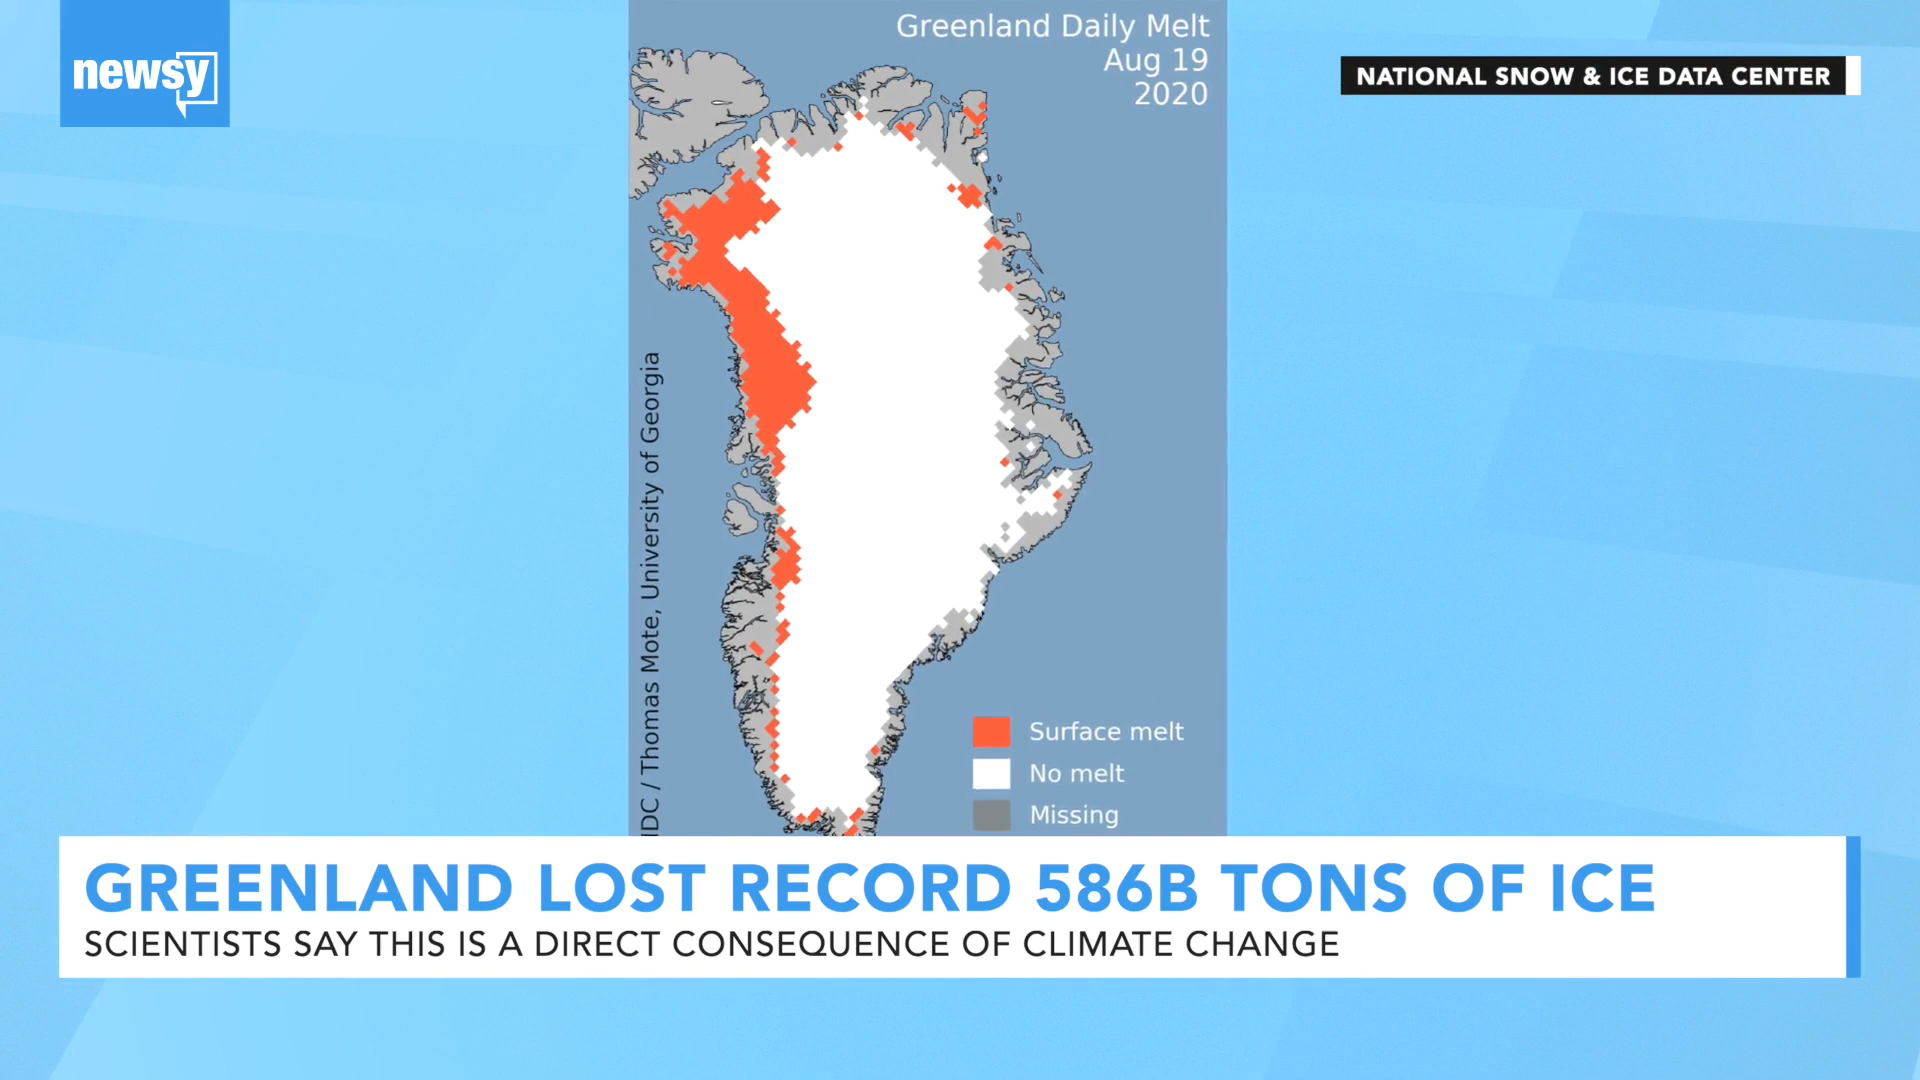 newsy
Greenland Daily Melt
Aug 19
2020
NATIONAL SNOW & ICE DATA CENTER
IDC / Thomas Mote, University of Georgia
Surface melt
No melt
Missing
GREENLAND LOST RECORD 586B TONS OF ICE
SCIENTISTS SAY THIS IS A DIRECT CONSEQUENCE OF CLIMATE CHANGE